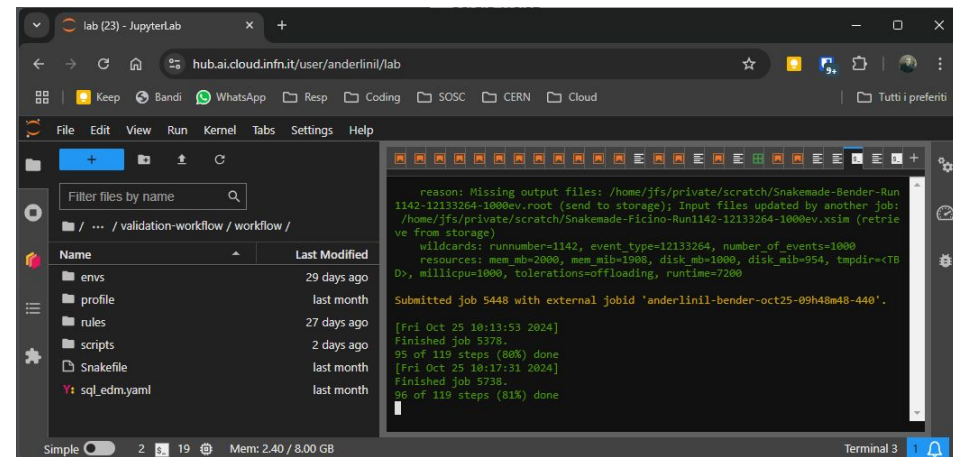 lab (23) - JupyterLab
hub.ai.cloud.infn.it/user/anderlinil/lab
9+
Keep Bandi WhatsApp Resp Coding SOSC CERN Cloud Tutti i preferiti
File Edit View Run Kernel Tabs Settings Help
Filter files by name
/ ··· / validation-workflow / workflow /
Name Last Modified
envs 29 days ago
profile last month
rules 27 days ago
scripts 2 days ago
Snakefile last month
Y: sql_edm.yaml last month
reason: Missing output files: /home/jfs/private/scratch/Snakemade-Bender-Run
1142-12133264-1000ev.root (send to storage); Input files updated by another job:
/home/jfs/private/scratch/Snakemade-Ficino-Run1142-12133264-1000ev.xsim (retrie
ve from storage)
wildcards: runnumber=1142, event_type=12133264, number_of_events=1000
resources: mem_mb=2000, mem_mib=1908, disk_mb=1000, disk_mib=954, tmpdir=<TB
D>, millicpu=1000, tolerations=offloading, runtime=7200
Submitted job 5448 with external jobid 'anderlinil-bender-oct25-09h48m48-440'.
[Fri Oct 25 10:13:53 2024]
Finished job 5378.
95 of 119 steps (80%) done
[Fri Oct 25 10:17:31 2024]
Finished job 5738.
96 of 119 steps (81%) done
Simple 2 19 Mem: 2.40 / 8.00 GB Terminal 3 1